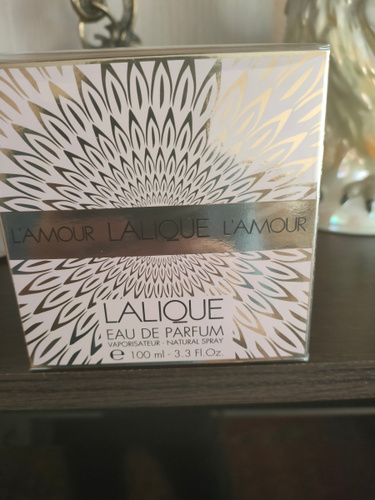 L'AMOUR LALIQUE L'AMOUR
LALIQUE
EAU DE PARFUM
VAPORISATEUR - NATURAL SPRAY
e 100 ml - 3.3 Fl.Oz.